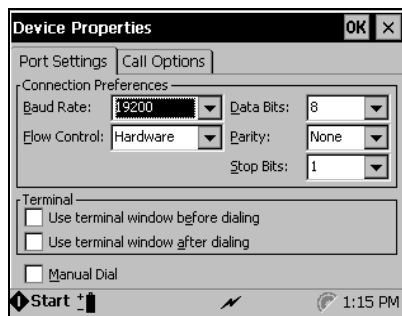 Device Properties OK ×
Port Settings Call Options
Connection Preferences
Baud Rate: 19200 Data Bits: 8
Flow Control: Hardware Parity: None
Stop Bits: 1
Terminal
Use terminal window before dialing
Use terminal window after dialing
Manual Dial
Start 1:15 PM